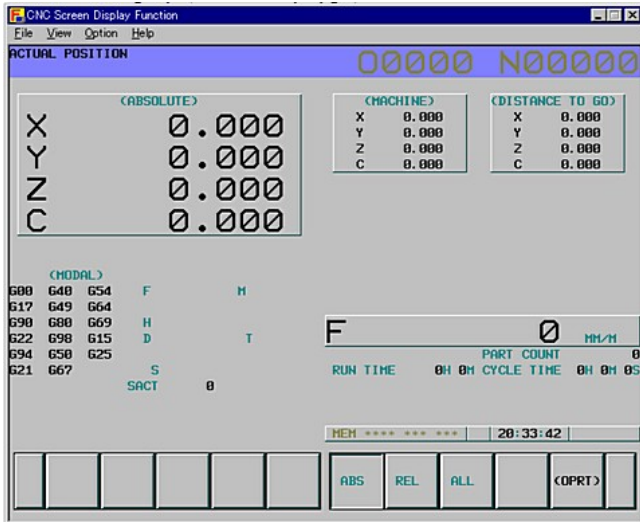 CNC Screen Display Function
File View Option Help
ACTUAL POSITION O0000 N00000
(ABSOLUTE) (MACHINE) (DISTANCE TO GO)
X 0.000 X 0.000 X 0.000
Y 0.000 Y 0.000 Y 0.000
Z 0.000 Z 0.000 Z 0.000
C 0.000 C 0.000 C 0.000
(MODAL)
G00 G40 G54 F M
G17 G49 G64
G90 G80 G69 H
G22 G98 G15 D T
G94 G50 G25
G21 G67 S
SACT 0
F 0 MM/M
PART COUNT 0
RUN TIME 0H 0M CYCLE TIME 0H 0M 0S
MEM **** *** *** 20:33:42
ABS REL ALL (OPRT)